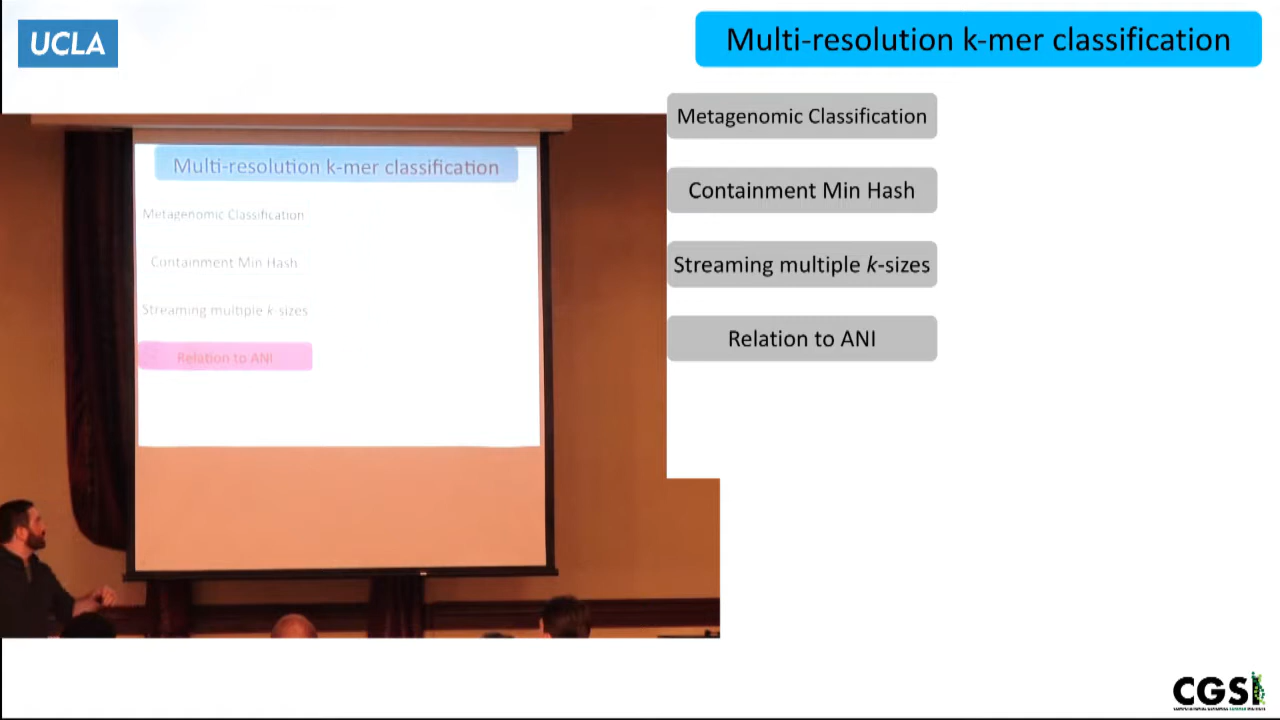 UCLA
Multi-resolution k-mer classification
Metagenomic Classification
Containment Min Hash
Streaming multiple k-sizes
Relation to ANI
Multi-resolution k-mer classification
Metagenomic Classification
Containment Min Hash
Streaming multiple k-sizes
Relation to ANI
CGSI